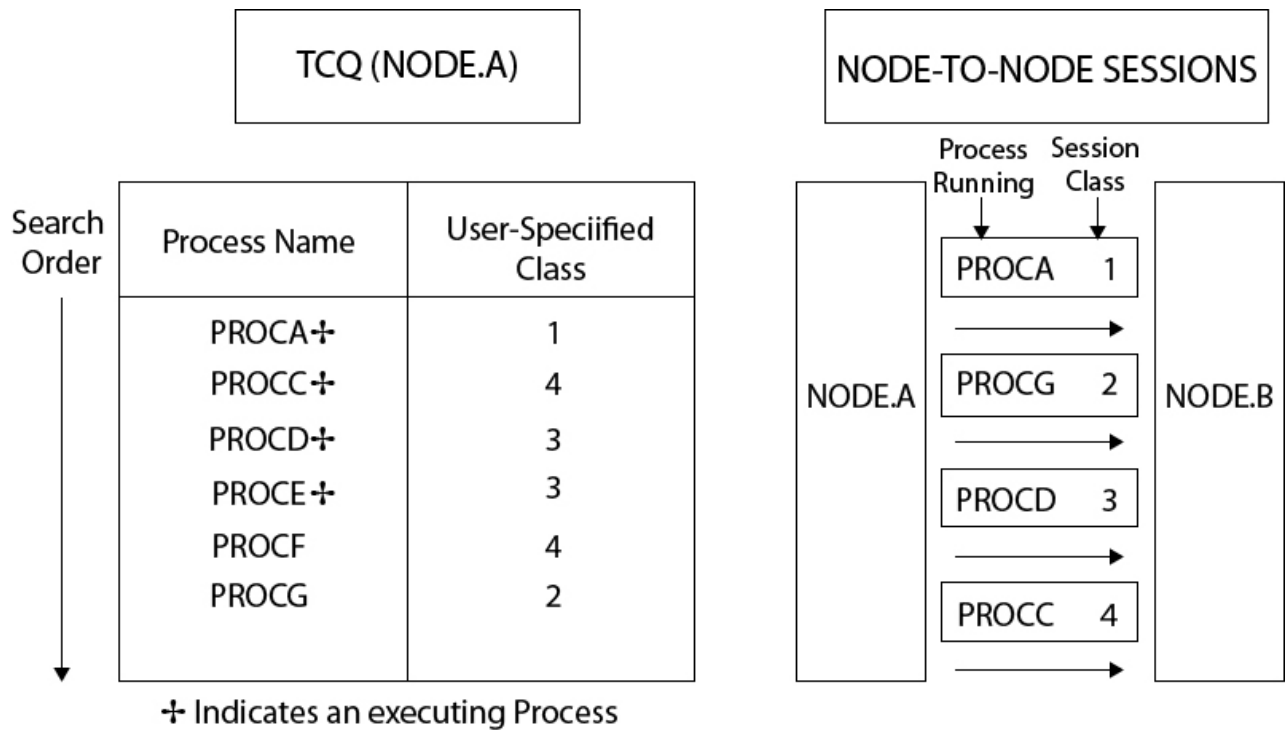 TCQ (NODE.A)
NODE-TO-NODE SESSIONS
Search
Order
Process Name
User-Speciified
Class
PROCA✢ 1
PROCC✢ 4
PROCD✢ 3
PROCE✢ 3
PROCF 4
PROCG 2
✢ Indicates an executing Process
Process
Running
Session
Class
NODE.A
PROCA 1
PROCG 2
PROCD 3
PROCC 4
NODE.B